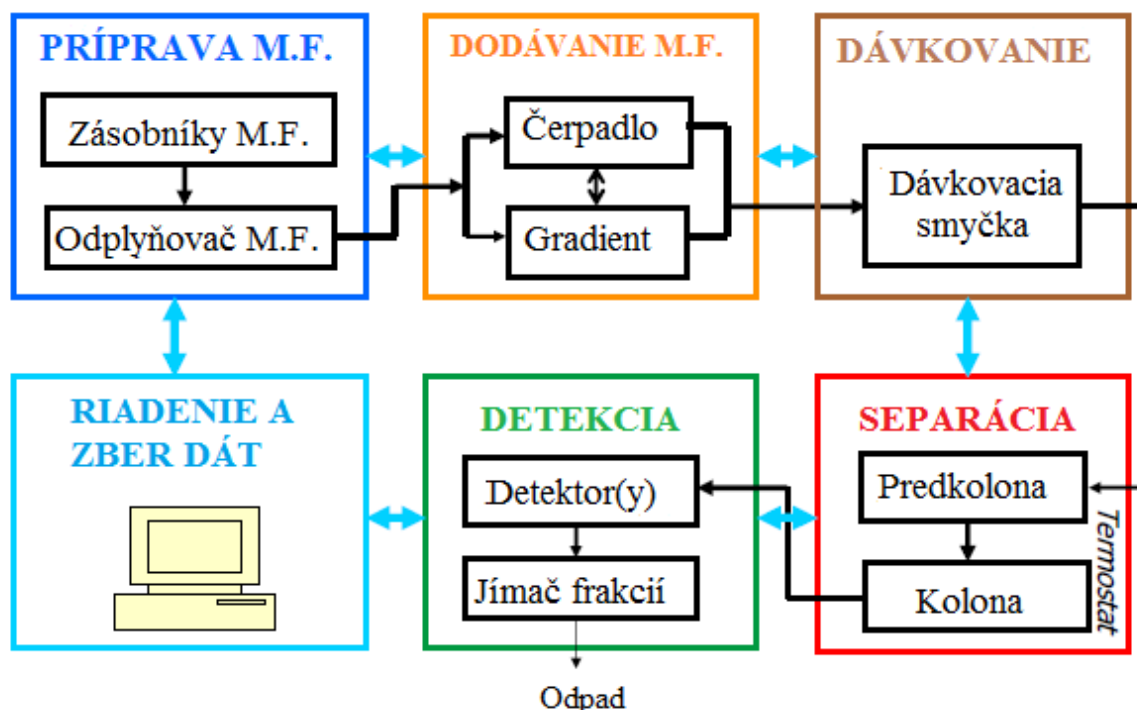 PRÍPRAVA M.F.
Zásobníky M.F.
Odplyňovač M.F.
DODÁVANIE M.F.
Čerpadlo
Gradient
DÁVKOVANIE
Dávkovacia
smyčka
RIADENIE A
ZBER DÁT
DETEKCIA
Detektor(y)
Jímač frakcií
Odpad
SEPARÁCIA
Predkolona
Kolona
Termostat